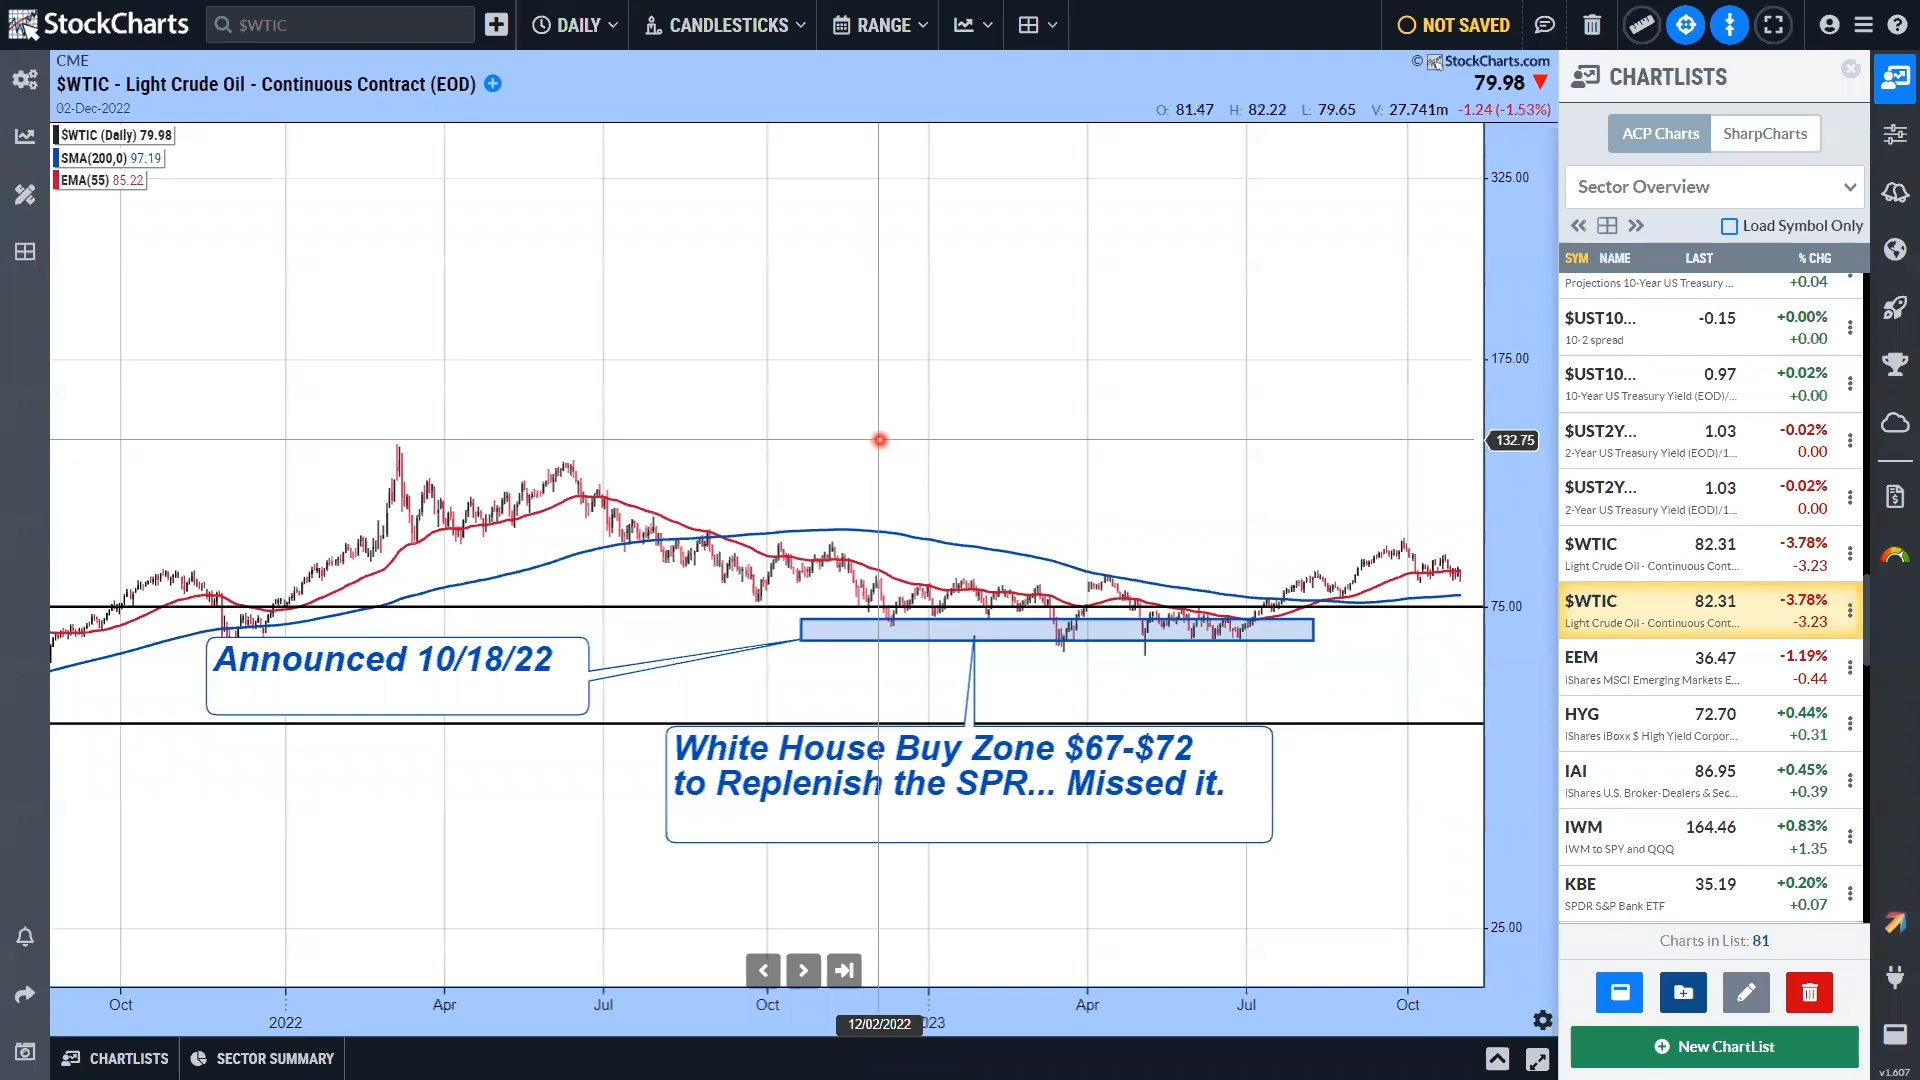 StockCharts
$WTIC
DAILY
CANDLESTICKS
RANGE
NOT SAVED
CME
$WTIC - Light Crude Oil - Continuous Contract (EOD)
02-Dec-2022
© StockCharts.com
79.98
O: 81.47 H: 82.22 L: 79.65 V: 27.741m -1.24 (-1.53%)
$WTIC (Daily) 79.98
SMA(200,0) 97.19
EMA(55) 85.22
325.00
175.00
132.75
75.00
25.00
Announced 10/18/22
White House Buy Zone $67-$72
to Replenish the SPR... Missed it.
Oct
2022
Apr
Jul
Oct
12/02/2022
023
Apr
Jul
Oct
CHARTLISTS
SECTOR SUMMARY
CHARTLISTS
ACP Charts
SharpCharts
Sector Overview
Load Symbol Only
SYM NAME LAST % CHG
Projections 10-Year US Treasury ... +0.04
$UST10... -0.15 +0.00%
10-2 spread +0.00
$UST10... 0.97 +0.02%
10-Year US Treasury Yield (EOD)/... +0.00
$UST2Y... 1.03 -0.02%
2-Year US Treasury Yield (EOD)/1... 0.00
$UST2Y... 1.03 -0.02%
2-Year US Treasury Yield (EOD)/1... 0.00
$WTIC 82.31 -3.78%
Light Crude Oil - Continuous Cont... -3.23
$WTIC 82.31 -3.78%
Light Crude Oil - Continuous Cont... -3.23
EEM 36.47 -1.19%
iShares MSCI Emerging Markets E... -0.44
HYG 72.70 +0.44%
iShares iBoxx $ High Yield Corpor... +0.31
IAI 86.95 +0.45%
iShares U.S. Broker-Dealers & Sec... +0.39
IWM 164.46 +0.83%
IWM to SPY and QQQ +1.35
KBE 35.19 +0.20%
SPDR S&P Bank ETF +0.07
Charts in List: 81
New ChartList
v1.607